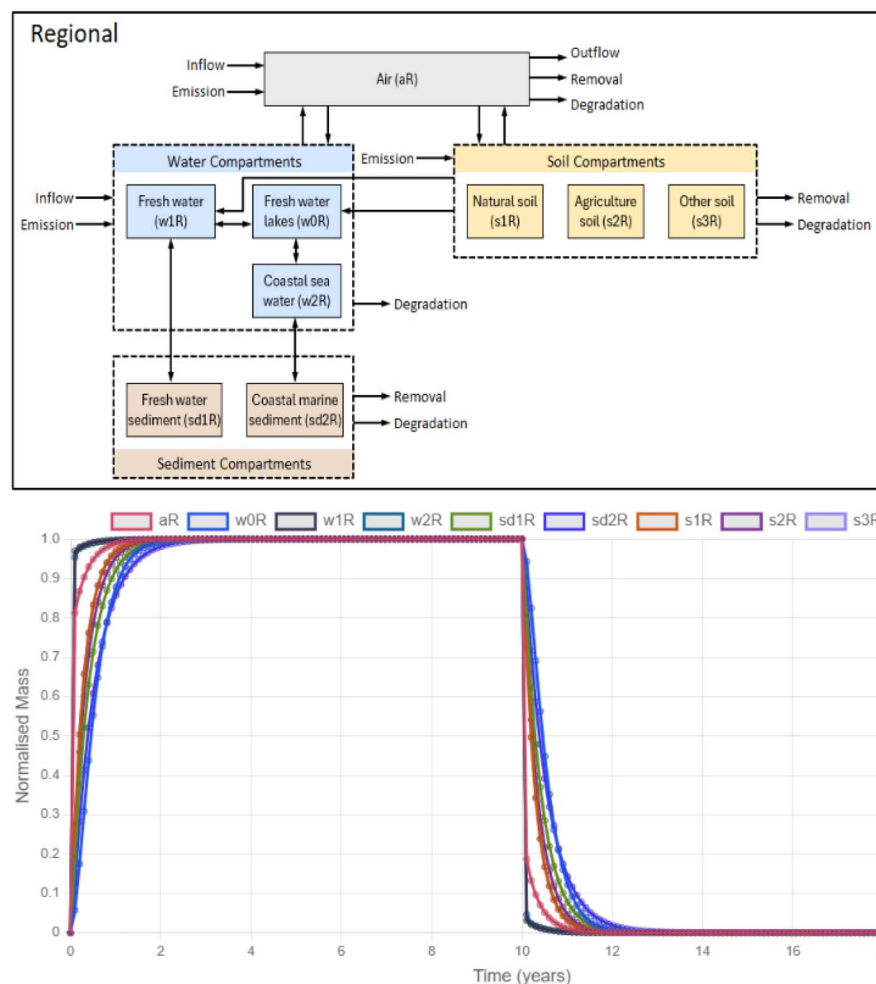 Regional
Inflow
Emission
Air (aR)
Outflow
Removal
Degradation
Water Compartments
Emission
Soil Compartments
Inflow
Emission
Fresh water
(w1R)
Fresh water
lakes (w0R)
Natural soil
(s1R)
Agriculture
soil (s2R)
Other soil
(s3R)
Removal
Degradation
Coastal sea
water (w2R)
Degradation
Fresh water
sediment (sd1R)
Coastal marine
sediment (sd2R)
Removal
Degradation
Sediment Compartments
aR w0R w1R w2R sd1R sd2R s1R s2R s3R
1.0
0.9
0.8
0.7
0.6
0.5
0.4
0.3
0.2
0.1
0
Normalised Mass
0 2 4 6 8 10 12 14 16
Time (years)